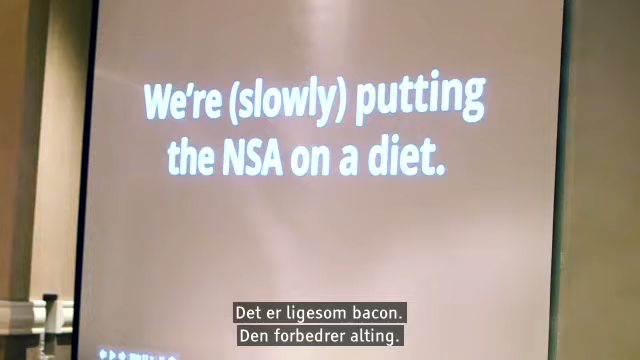 We're (slowly) putting
the NSA on a diet.
Det er ligesom bacon.
Den forbedrer alting.